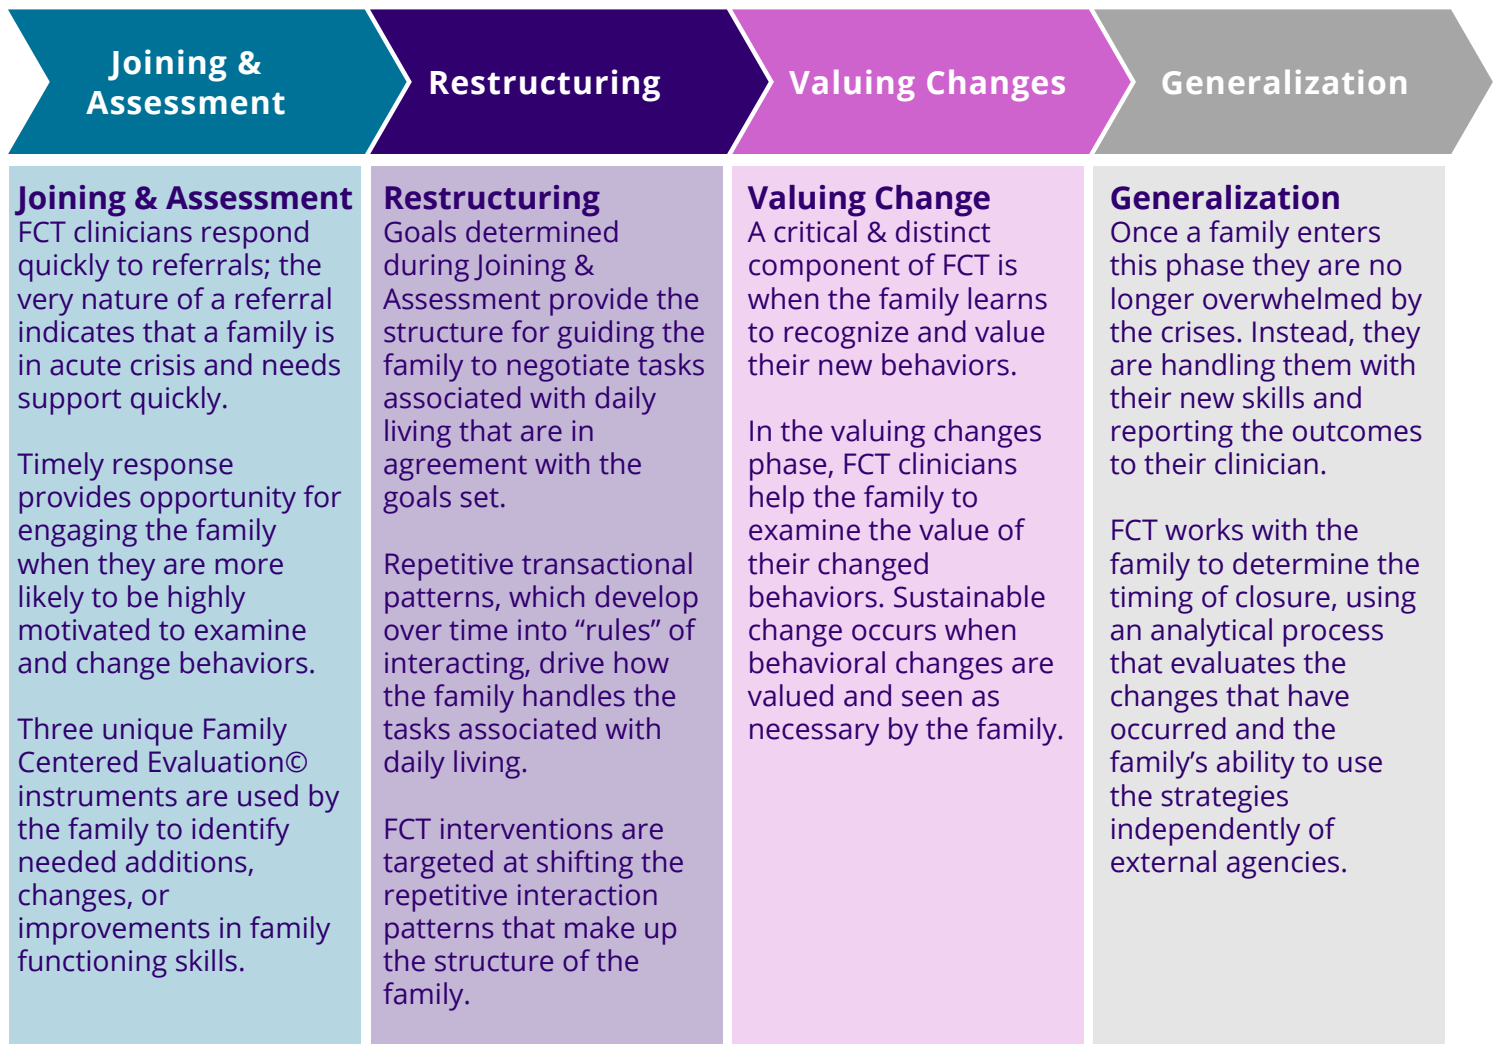 Joining &
Assessment
Restructuring
Valuing Changes
Generalization
Joining & Assessment
FCT clinicians respond
quickly to referrals; the
very nature of a referral
indicates that a family is
in acute crisis and needs
support quickly.
Timely response
provides opportunity for
engaging the family
when they are more
likely to be highly
motivated to examine
and change behaviors.
Three unique Family
Centered Evaluation©
instruments are used by
the family to identify
needed additions,
changes, or
improvements in family
functioning skills.
Restructuring
Goals determined
during Joining &
Assessment provide the
structure for guiding the
family to negotiate tasks
associated with daily
living that are in
agreement with the
goals set.
Repetitive transactional
patterns, which develop
over time into “rules” of
interacting, drive how
the family handles the
tasks associated with
daily living.
FCT interventions are
targeted at shifting the
repetitive interaction
patterns that make up
the structure of the
family.
Valuing Change
A critical & distinct
component of FCT is
when the family learns
to recognize and value
their new behaviors.
In the valuing changes
phase, FCT clinicians
help the family to
examine the value of
their changed
behaviors. Sustainable
change occurs when
behavioral changes are
valued and seen as
necessary by the family.
Generalization
Once a family enters
this phase they are no
longer overwhelmed by
the crises. Instead, they
are handling them with
their new skills and
reporting the outcomes
to their clinician.
FCT works with the
family to determine the
timing of closure, using
an analytical process
that evaluates the
changes that have
occurred and the
family’s ability to use
the strategies
independently of
external agencies.